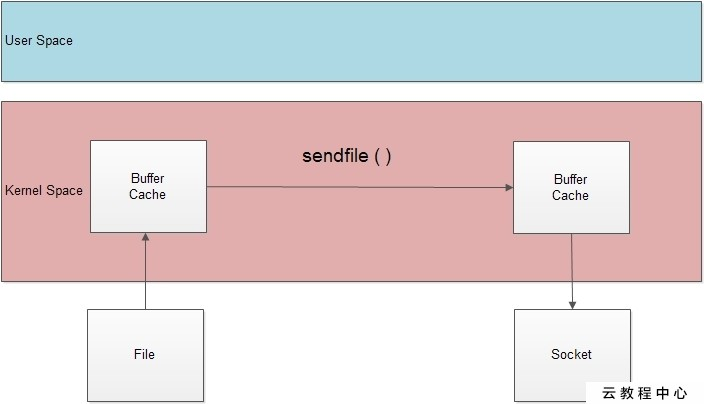 User Space
sendfile ( )
Buffer
Cache
Buffer
Cache
Kernel Space
File
Socket
云教程中心